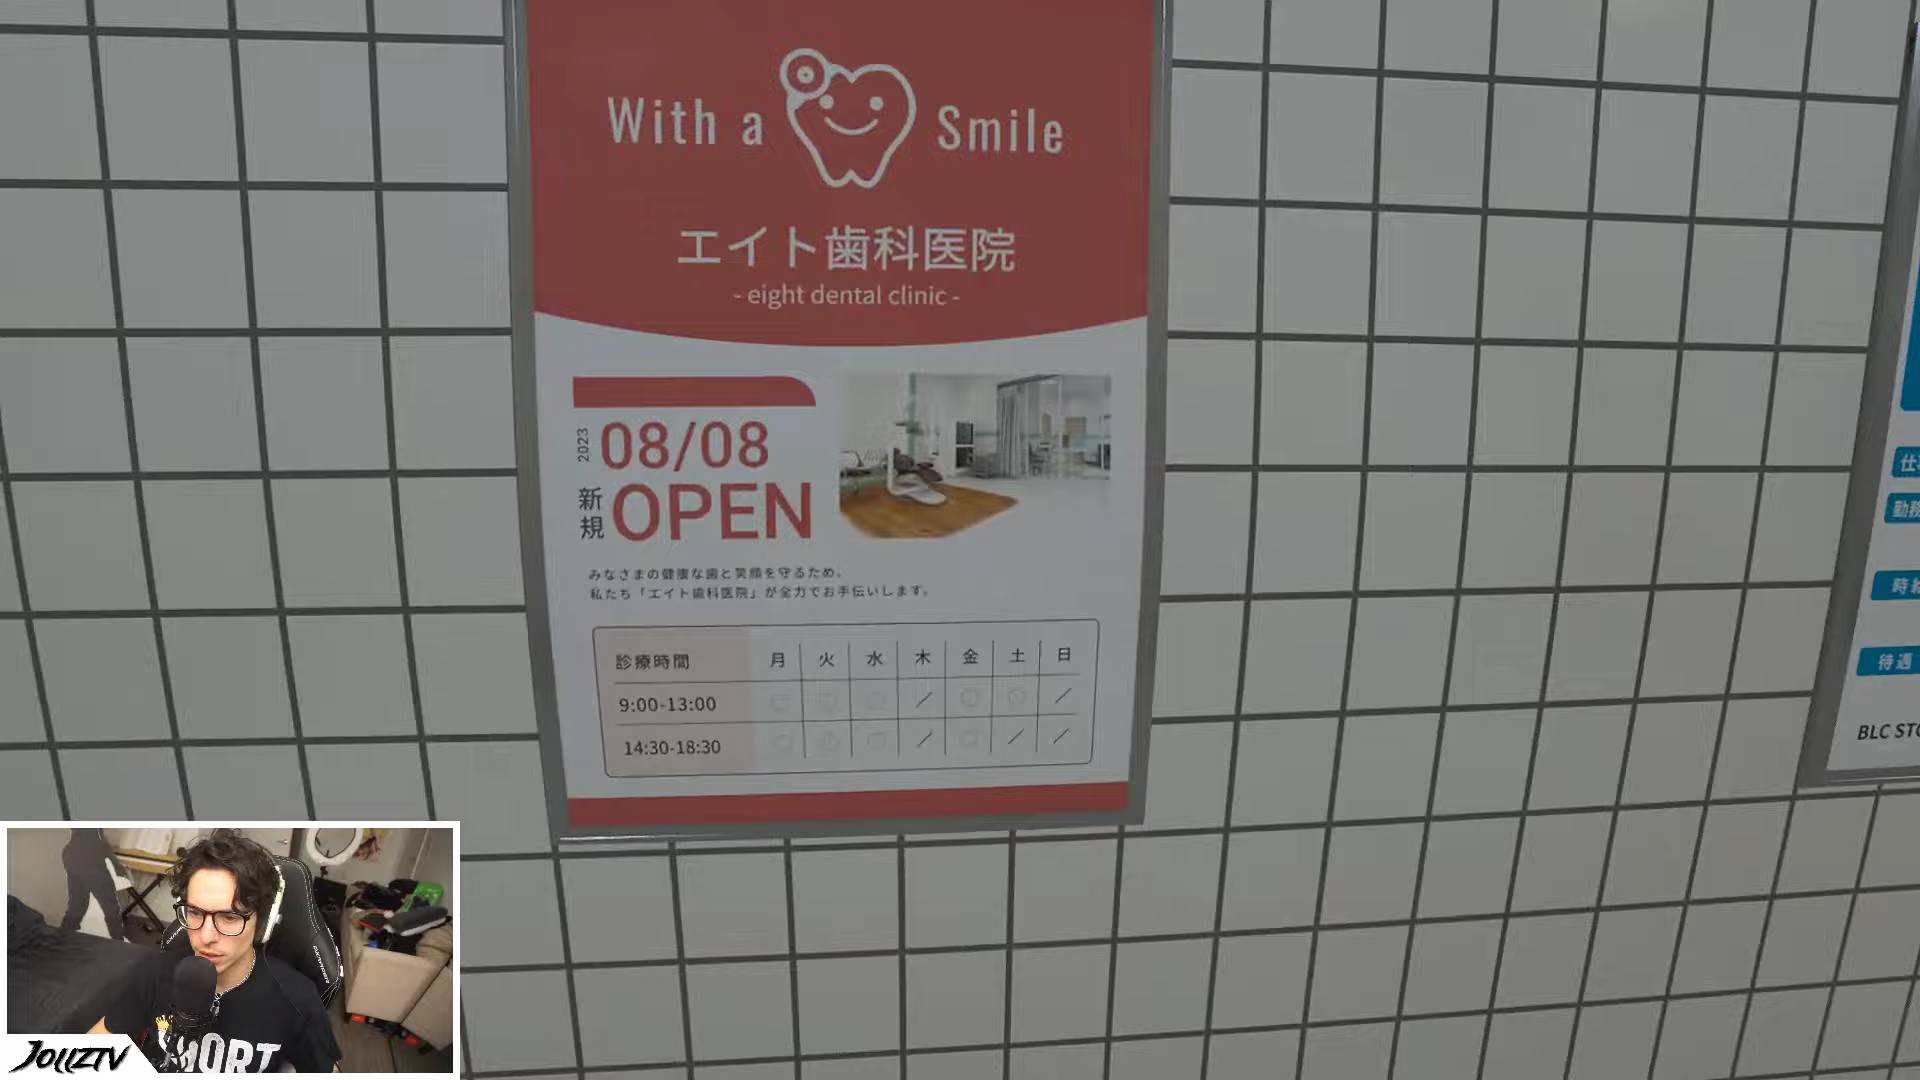 With a Smile
エイト歯科医院
- eight dental clinic -
2023
08/08
新規
OPEN
みなさまの健康な歯と笑顔を守るため、
私たち「エイト歯科医院」が全力でお手伝いします。
診療時間 月 火 水 木 金 土 日
9:00-13:00 ○ ○ ○ / ○ ○ /
14:30-18:30 ○ ○ ○ / ○ / /
時給
待遇
BLC STO
JOLIZTV